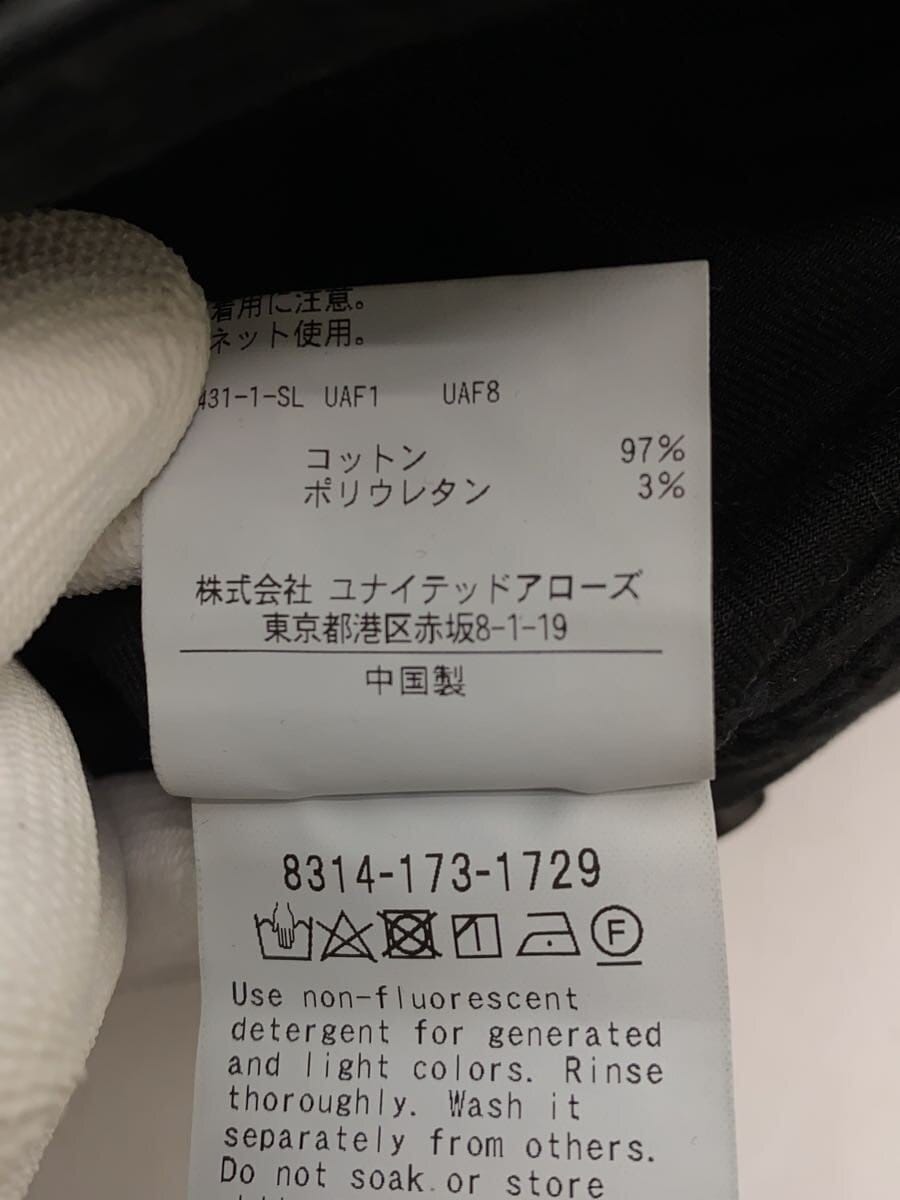 着用に注意。
ネット使用。
431-1-SL UAF1 UAF8
コットン 97%
ポリウレタン 3%
株式会社 ユナイテッドアローズ
東京都港区赤坂8-1-19
中国製
8314-173-1729
F
Use non-fluorescent
detergent for generated
and light colors. Rinse
thoroughly. Wash it
separately from others.
Do not soak or store